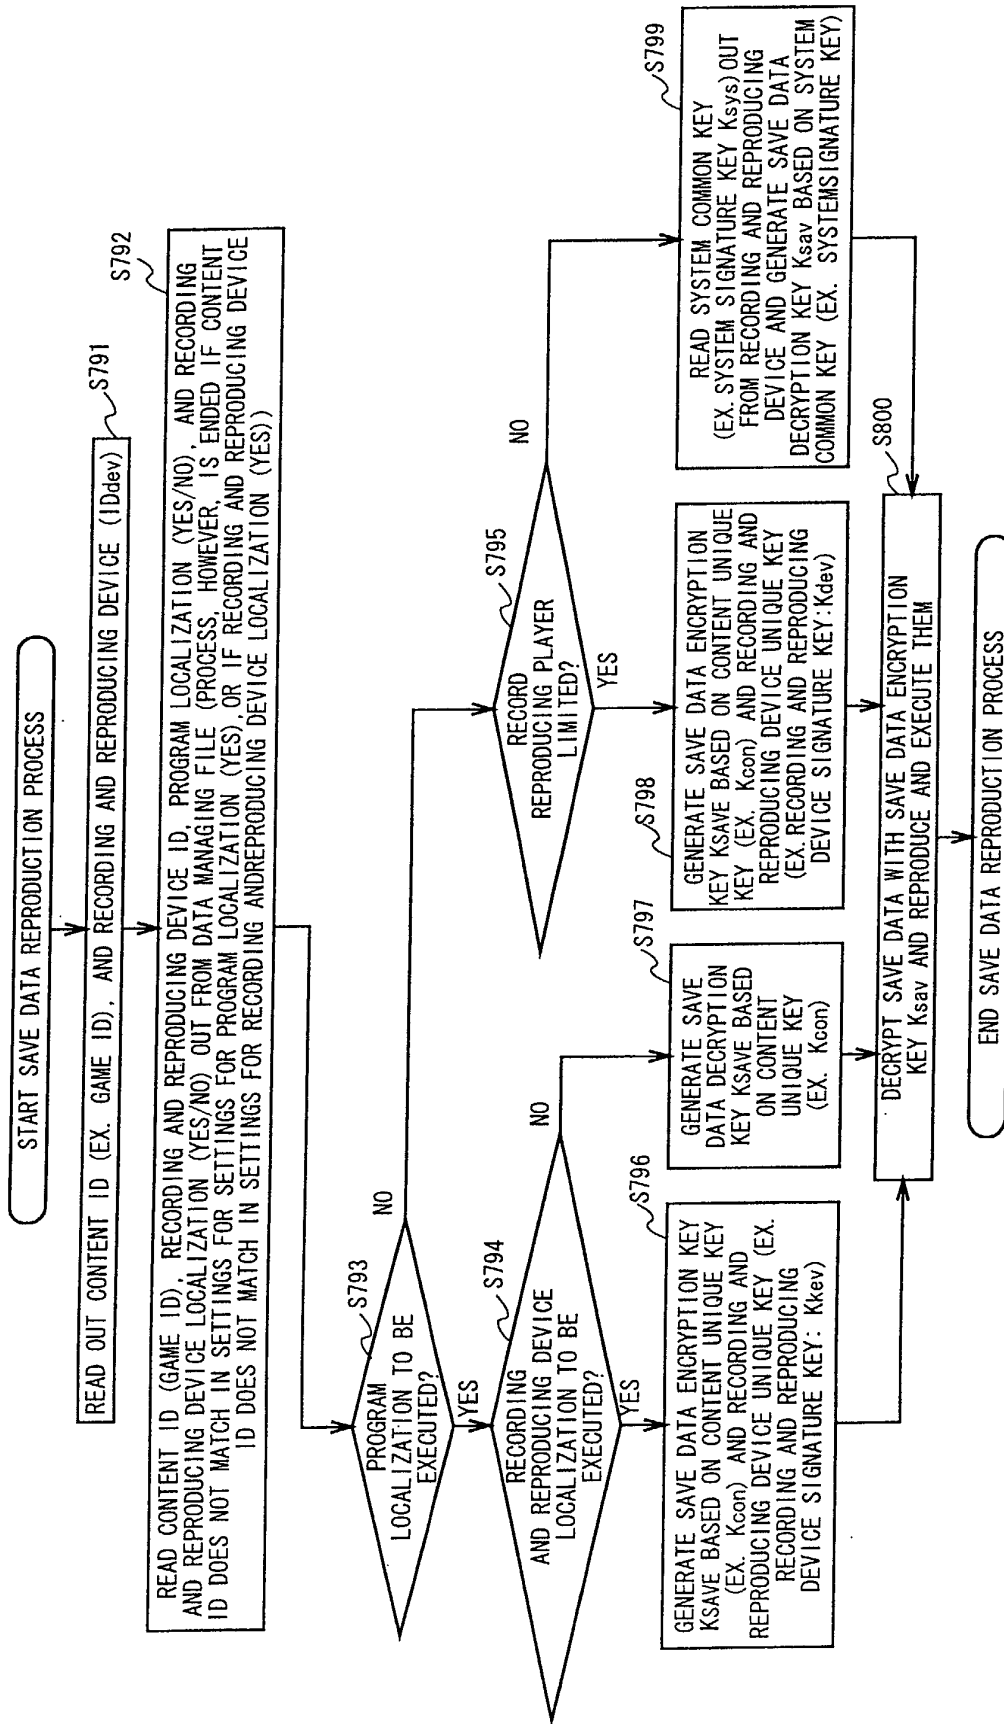 START SAVE DATA REPRODUCTION PROCESS
S791
READ OUT CONTENT ID (EX. GAME ID), AND RECORDING AND REPRODUCING DEVICE (IDdev)
S792
READ CONTENT ID (GAME ID), RECORDING AND REPRODUCING DEVICE ID, PROGRAM LOCALIZATION (YES/NO), AND RECORDING
AND REPRODUCING DEVICE LOCALIZATION (YES/NO) OUT FROM DATA MANAGING FILE (PROCESS, HOWEVER, IS ENDED IF CONTENT
ID DOES NOT MATCH IN SETTINGS FOR SETTINGS FOR PROGRAM LOCALIZATION (YES), OR IF RECORDING AND REPRODUCING DEVICE
ID DOES NOT MATCH IN SETTINGS FOR RECORDING ANDREPRODUCING DEVICE LOCALIZATION (YES))
S793
PROGRAM
LOCALIZATION TO BE
EXECUTED?
NO
YES
S794
RECORDING
AND REPRODUCING DEVICE
LOCALIZATION TO BE
EXECUTED?
NO
YES
S795
RECORD
REPRODUCING PLAYER
LIMITED?
NO
YES
S796
GENERATE SAVE DATA ENCRYPTION KEY
KSAVE BASED ON CONTENT UNIQUE KEY
(EX. Kcon) AND RECORDING AND
REPRODUCING DEVICE UNIQUE KEY (EX.
RECORDING AND REPRODUCING
DEVICE SIGNATURE KEY: Kkev)
S797
GENERATE SAVE
DATA DECRYPTION
KEY KSAVE BASED
ON CONTENT
UNIQUE KEY
(EX. Kcon)
S798
GENERATE SAVE DATA ENCRYPTION
KEY KSAVE BASED ON CONTENT UNIQUE
KEY (EX. Kcon) AND RECORDING AND
REPRODUCING DEVICE UNIQUE KEY
(EX. RECORDING AND REPRODUCING
DEVICE SIGNATURE KEY:Kdev)
S799
READ SYSTEM COMMON KEY
(EX. SYSTEM SIGNATURE KEY Ksys)OUT
FROM RECORDING AND REPRODUCING
DEVICE AND GENERATE SAVE DATA
DECRYPTION KEY Ksav BASED ON SYSTEM
COMMON KEY (EX. SYSTEMSIGNATURE KEY)
S800
DECRYPT SAVE DATA WITH SAVE DATA ENCRYPTION
KEY Ksav AND REPRODUCE AND EXECUTE THEM
END SAVE DATA REPRODUCTION PROCESS